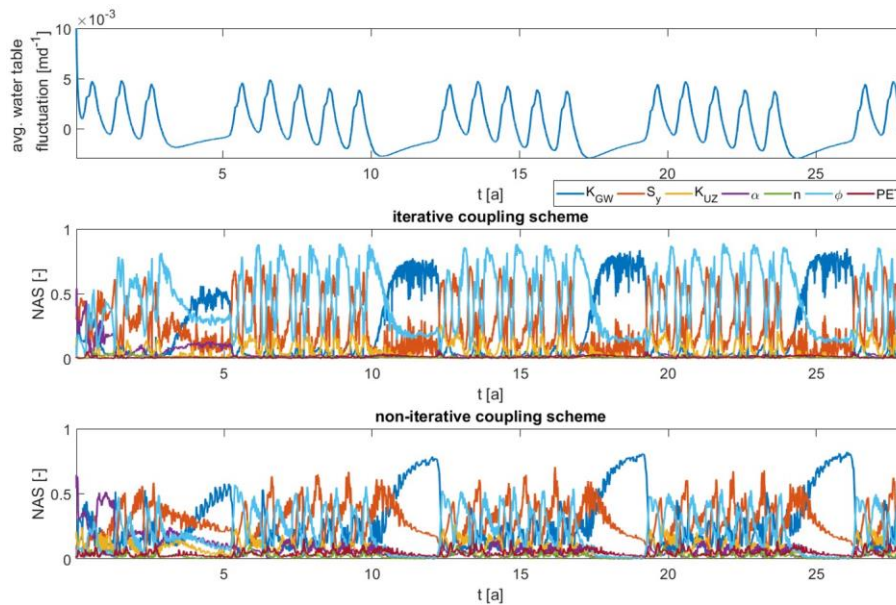 ×10⁻³
10
5
0
avg. water table
fluctuation [md⁻¹]
5 10 15 20 25
t [a]
K_GW S_y K_UZ α n ϕ PET
iterative coupling scheme
1
0.5
0
NAS [-]
5 10 15 20 25
t [a]
non-iterative coupling scheme
1
0.5
0
NAS [-]
5 10 15 20 25
t [a]